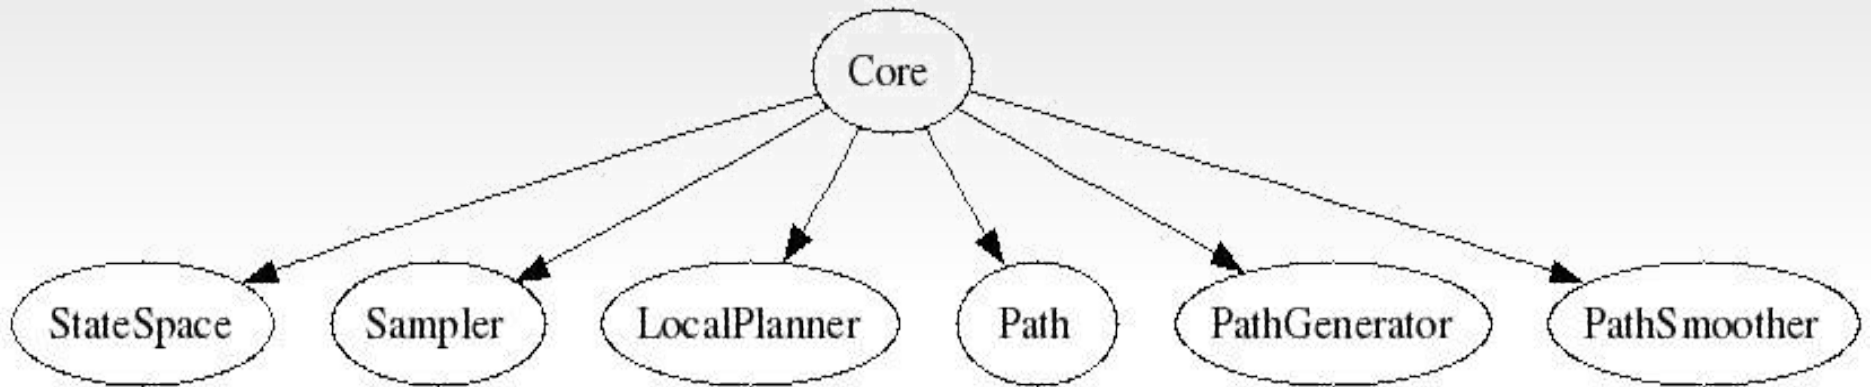 Core
StateSpace
Sampler
LocalPlanner
Path
PathGenerator
PathSmoother